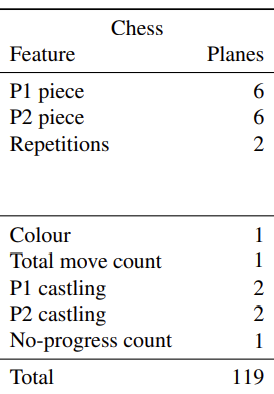 Chess
Feature Planes
P1 piece 6
P2 piece 6
Repetitions 2
Colour 1
Total move count 1
P1 castling 2
P2 castling 2
No-progress count 1
Total 119